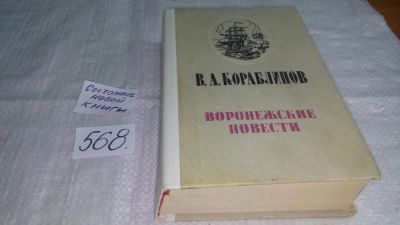 Состояние
новой
книги
568.
В. А. КОРАБЛИНОВ
ВОРОНЕЖСКИЕ
ПОВЕСТИ